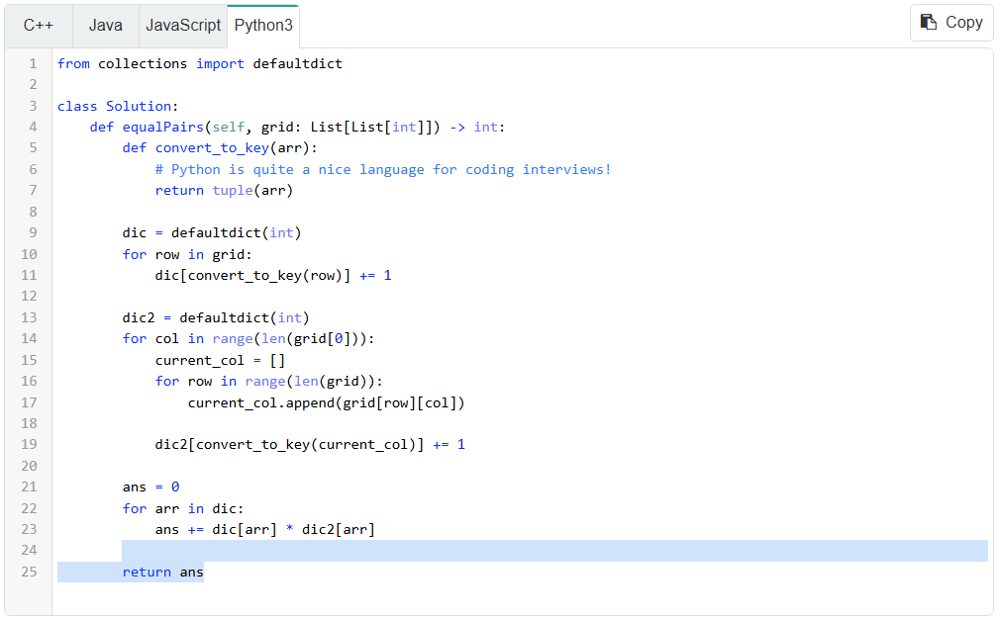 C++ Java JavaScript Python3 Copy
1 from collections import defaultdict
2
3 class Solution:
4     def equalPairs(self, grid: List[List[int]]) -> int:
5         def convert_to_key(arr):
6             # Python is quite a nice language for coding interviews!
7             return tuple(arr)
8
9         dic = defaultdict(int)
10         for row in grid:
11             dic[convert_to_key(row)] += 1
12
13         dic2 = defaultdict(int)
14         for col in range(len(grid[0])):
15             current_col = []
16             for row in range(len(grid)):
17                 current_col.append(grid[row][col])
18
19             dic2[convert_to_key(current_col)] += 1
20
21         ans = 0
22         for arr in dic:
23             ans += dic[arr] * dic2[arr]
24
25         return ans